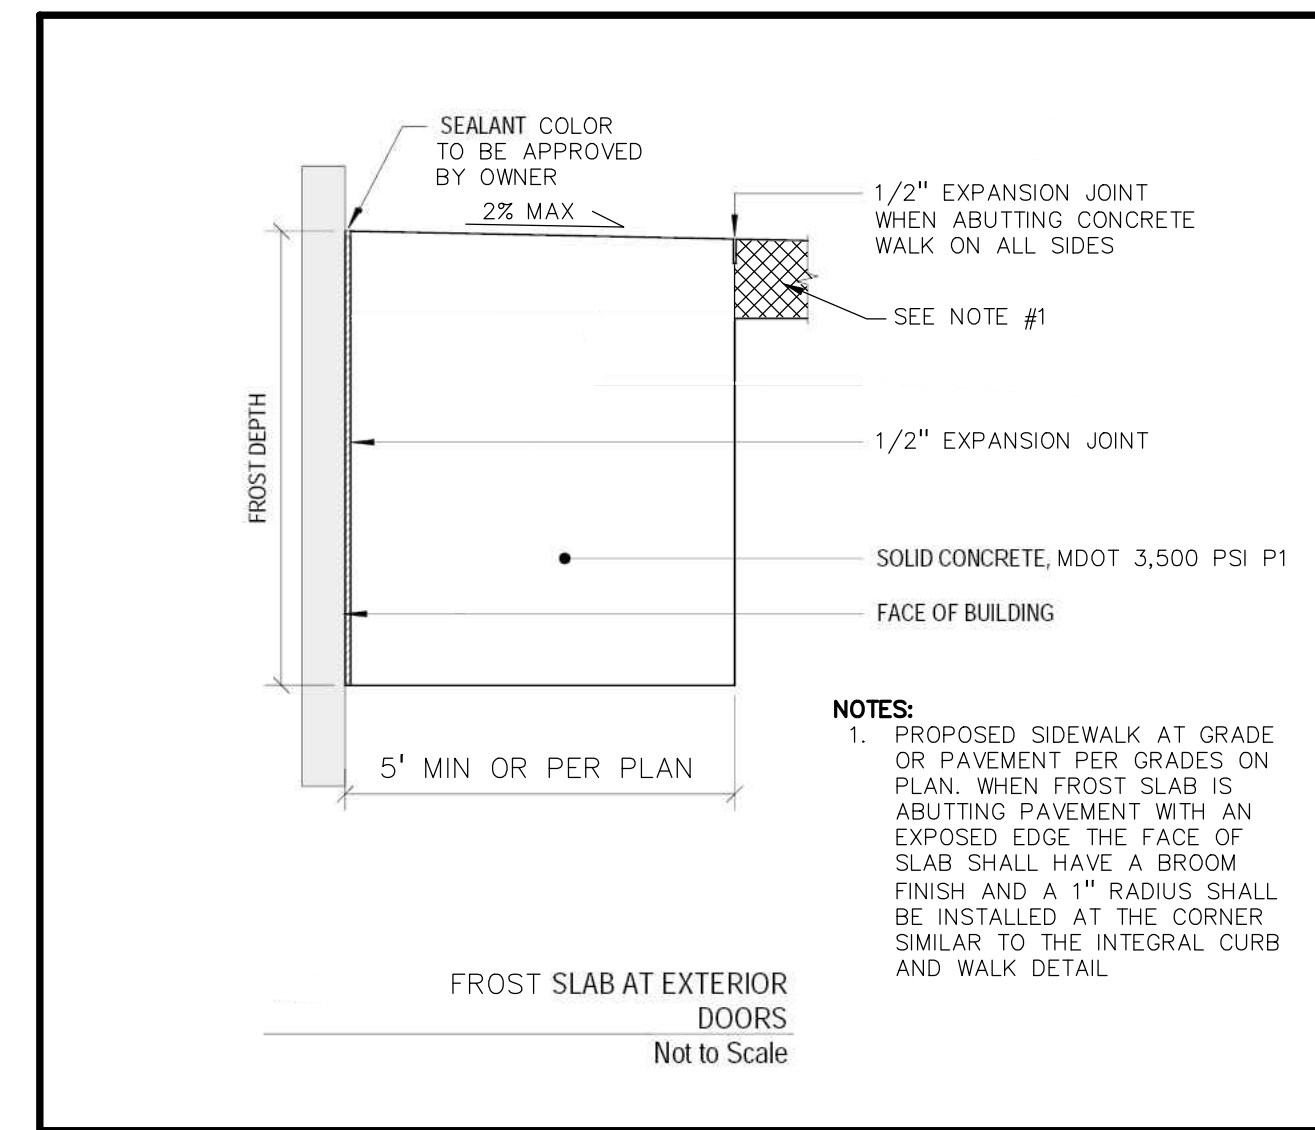 SEALANT COLOR
TO BE APPROVED
BY OWNER
2% MAX
1/2" EXPANSION JOINT
WHEN ABUTTING CONCRETE
WALK ON ALL SIDES
SEE NOTE #1
FROST DEPTH
1/2" EXPANSION JOINT
SOLID CONCRETE, MDOT 3,500 PSI P1
FACE OF BUILDING
5' MIN OR PER PLAN
NOTES:
1. PROPOSED SIDEWALK AT GRADE
OR PAVEMENT PER GRADES ON
PLAN. WHEN FROST SLAB IS
ABUTTING PAVEMENT WITH AN
EXPOSED EDGE THE FACE OF
SLAB SHALL HAVE A BROOM
FINISH AND A 1" RADIUS SHALL
BE INSTALLED AT THE CORNER
SIMILAR TO THE INTEGRAL CURB
AND WALK DETAIL
FROST SLAB AT EXTERIOR
DOORS
Not to Scale